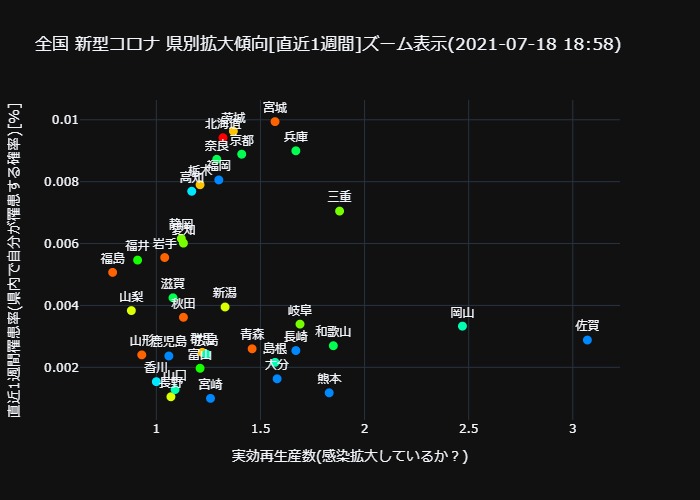 全国 新型コロナ 県別拡大傾向[直近1週間]ズーム表示(2021-07-18 18:58)
直近1週間罹患率(県内で自分が罹患する確率)[%]
0.01
0.008
0.006
0.004
0.002
宮城
茨城
北海道
兵庫
京都
奈良
福岡
栃木
高知
三重
静岡
愛知
岩手
福井
福島
滋賀
新潟
山梨
秋田
岐阜
岡山
佐賀
和歌山
青森
長崎
山形
鹿児島
広島
島根
富山
大分
香川
山口
長野
宮崎
熊本
1
1.5
2
2.5
3
実効再生産数(感染拡大しているか？)